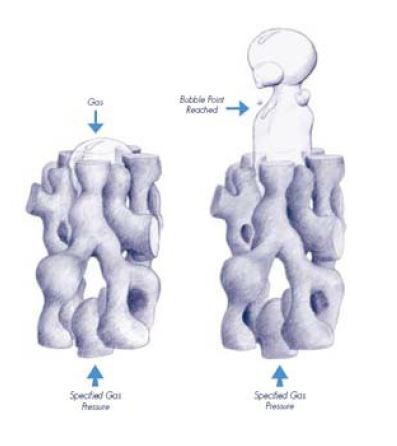 Gas
Bubble Point
Reached
Specified Gas
Pressure
Specified Gas
Pressure